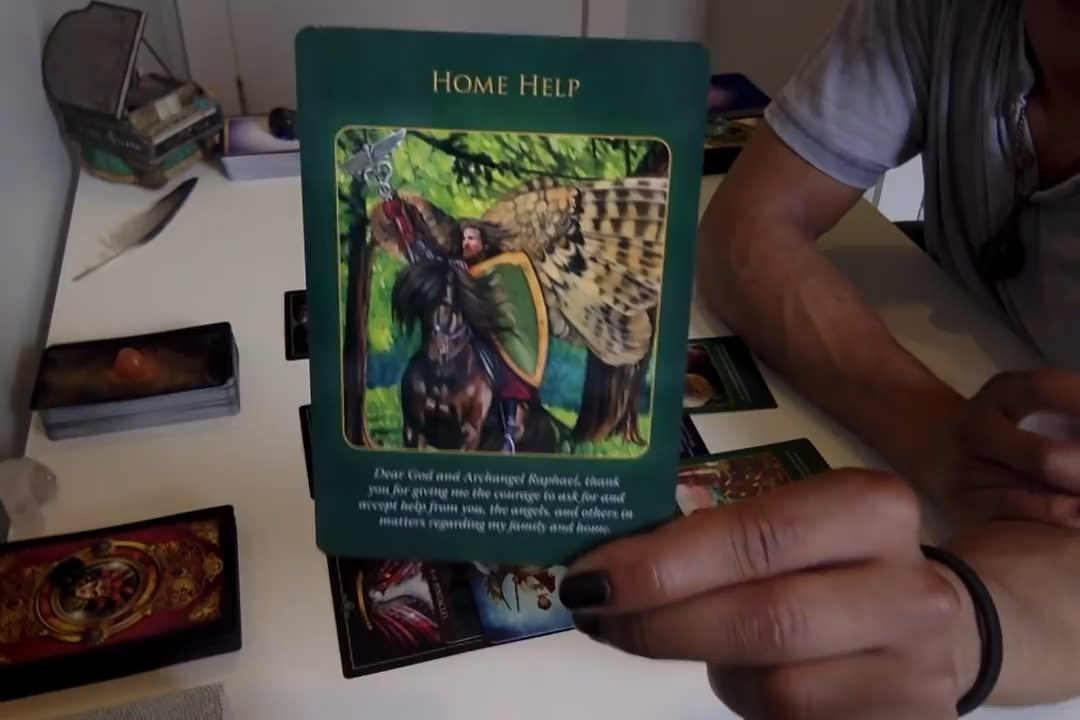 HOME HELP
Dear God and Archangel Raphael, thank
you for giving me the courage to ask for and
accept help from you, the angels, and others in
matters regarding my family and home.